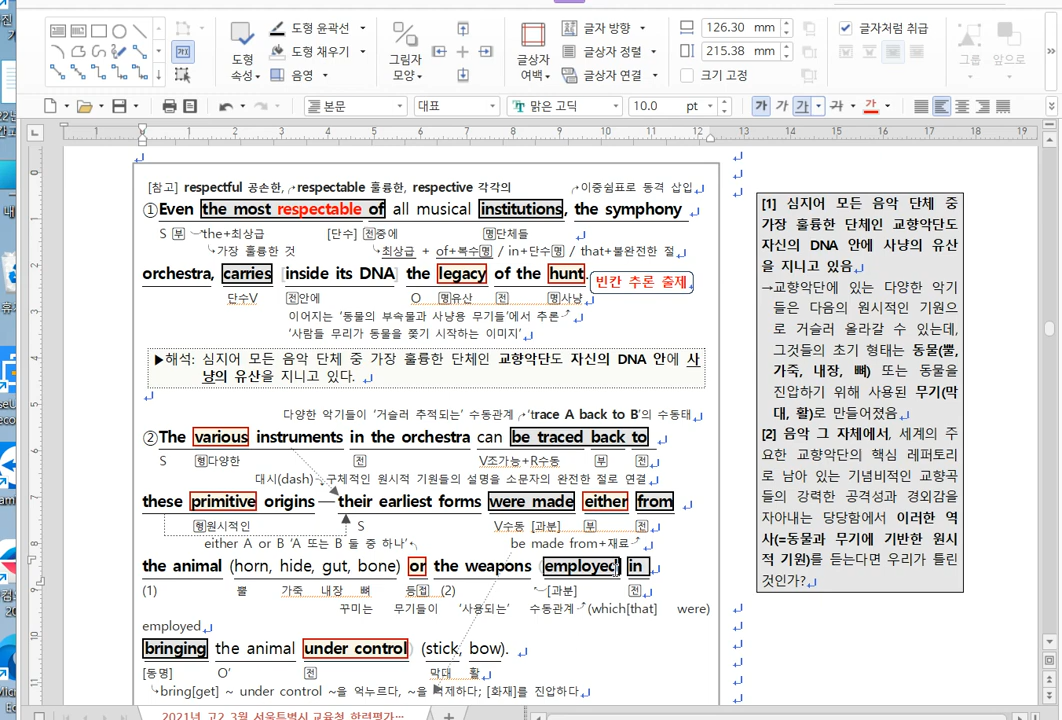 도형 윤곽선
도형 채우기
음영
도형 속성
그림자 모양
글상자 여백
글자 방향
글상자 정렬
글상자 연결
126.30 mm
215.38 mm
크기 고정
글자처럼 취급
그룹
앞으로
본문
대표
맑은 고딕
10.0 pt
가 가 가 가 가
1 1 2 3 4 5 6 7 8 9 10 11 12 13 14 15 16 17 18 19
[참고] respectful 공손한, respectable 훌륭한, respective 각각의 이중쉼표로 동격 삽입
①Even the most respectable of all musical institutions, the symphony
S 부 the+최상급 [단수] 전중에 명단체들
가장 훌륭한 것 최상급 + of+복수명 / in+단수명 / that+불완전한 절
orchestra, carries inside its DNA the legacy of the hunt. 빈칸 추론 출제
단수V 전안에 O 명유산 전 명사냥
이어지는 '동물의 부속물과 사냥용 무기들'에서 추론
'사람들 무리가 동물을 쫓기 시작하는 이미지'
▶해석: 심지어 모든 음악 단체 중 가장 훌륭한 단체인 교향악단도 자신의 DNA 안에 사
냥의 유산을 지니고 있다.
다양한 악기들이 '거슬러 추적되는' 수동관계 'trace A back to B'의 수동태
②The various instruments in the orchestra can be traced back to
S 형다양한 전 V조가능+R수동 부 전
대시(dash) 구체적인 원시적 기원들의 설명을 소문자의 완전한 절로 연결
these primitive origins —their earliest forms were made either from
형원시적인 S V수동 [과분] 부 전
either A or B 'A 또는 B 둘 중 하나' be made from+재료
the animal (horn, hide, gut, bone) or the weapons (employed in
(1) 뿔 가죽 내장 뼈 등접 (2) [과분] 전
꾸미는 무기들이 '사용되는' 수동관계 (which[that] were)
employed
bringing the animal under control (stick, bow).
[동명] O' 전 막대 활
bring[get] ~ under control ~을 억누르다, ~을 억제하다; [화재]를 진압하다
[1] 심지어 모든 음악 단체 중
가장 훌륭한 단체인 교향악단도
자신의 DNA 안에 사냥의 유산
을 지니고 있음
→교향악단에 있는 다양한 악기
들은 다음의 원시적인 기원으
로 거슬러 올라갈 수 있는데,
그것들의 초기 형태는 동물(뿔,
가죽, 내장, 뼈) 또는 동물을
진압하기 위해 사용된 무기(막
대, 활)로 만들어졌음
[2] 음악 그 자체에서, 세계의 주
요한 교향악단의 핵심 레퍼토리
로 남아 있는 기념비적인 교향곡
들의 강력한 공격성과 경외감을
자아내는 당당함에서 이러한 역
사(=동물과 무기에 기반한 원시
적 기원)를 듣는다면 우리가 틀린
것인가?
2021년 고2 3월 서울특별시 교육청 학력평가…